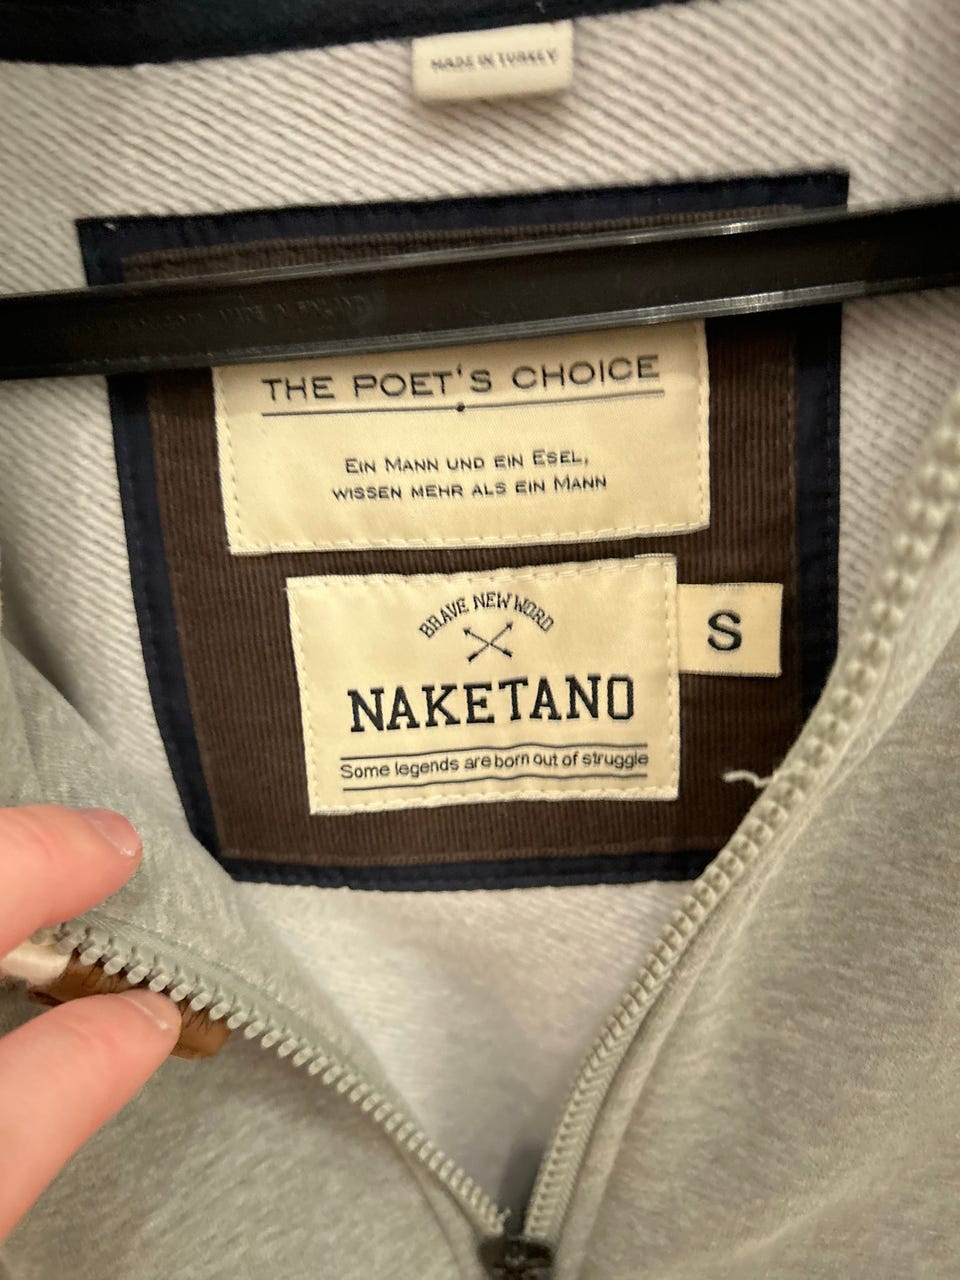 MADE IN TURKEY
THE POET'S CHOICE
EIN MANN UND EIN ESEL,
WISSEN MEHR ALS EIN MANN
BRAVE NEW WORD
NAKETANO
Some legends are born out of struggle
S